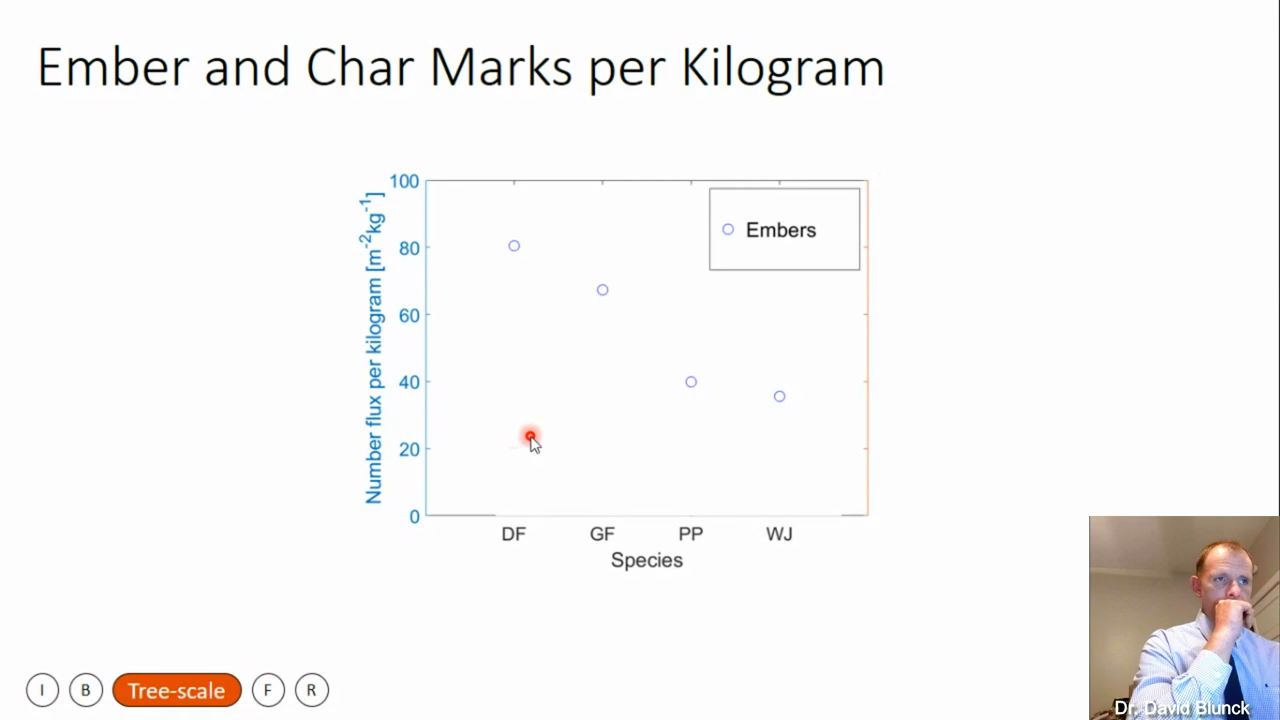 Ember and Char Marks per Kilogram
Number flux per kilogram [m-2kg-1]
100
80
60
40
20
0
Embers
DF GF PP WJ
Species
I B Tree-scale F R
Dr. David Blunck